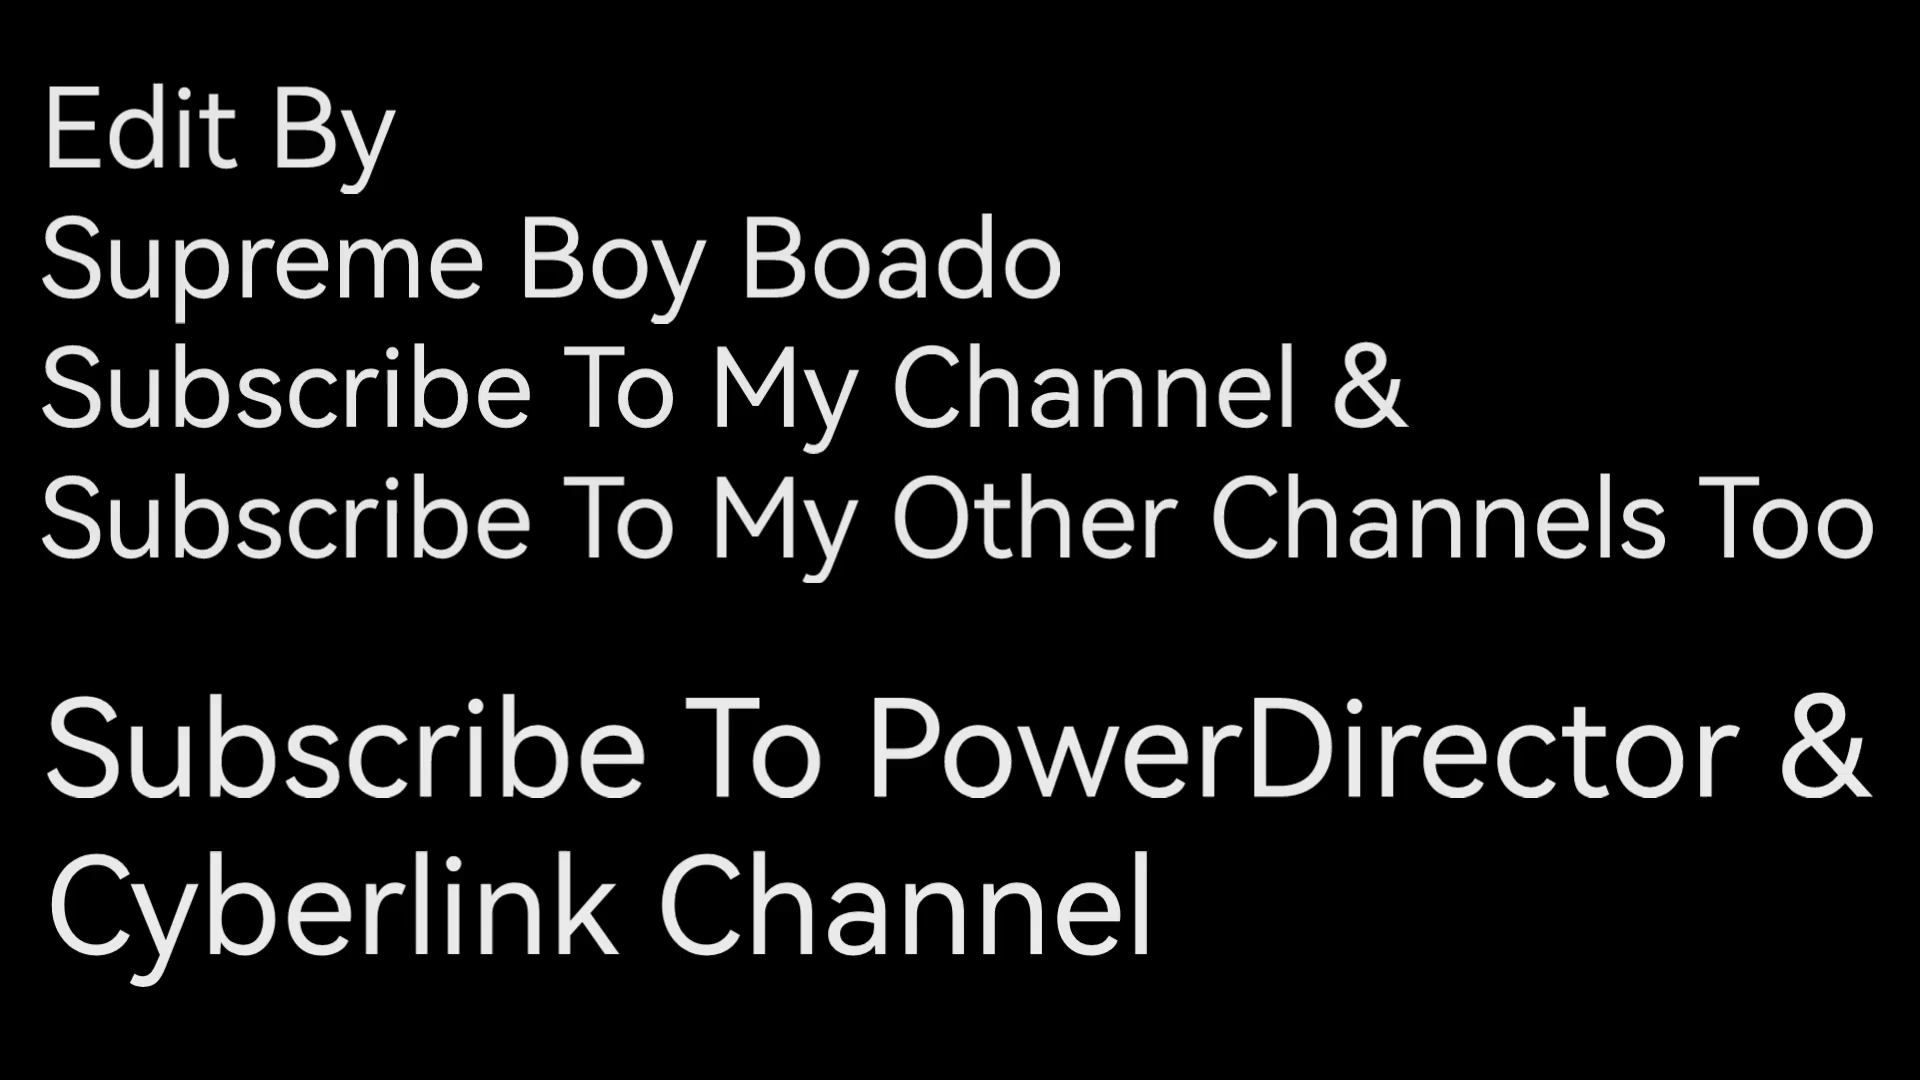 Edit By
Supreme Boy Boado
Subscribe To My Channel &
Subscribe To My Other Channels Too
Subscribe To PowerDirector &
Cyberlink Channel